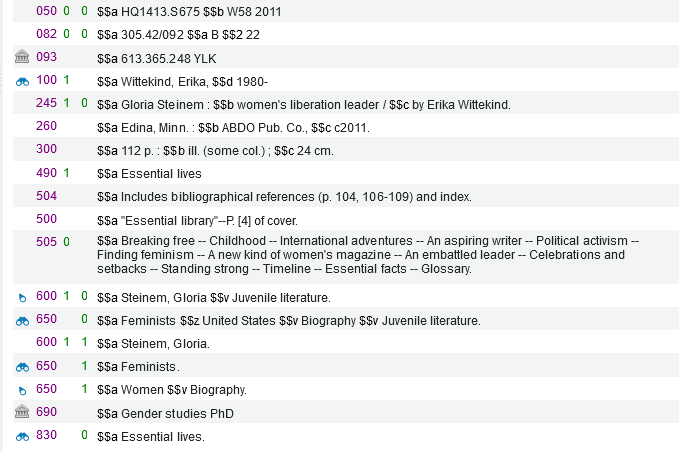 050 0 0 $$a HQ1413.S675 $$b W58 2011
082 0 0 $$a 305.42/092 $$a B $$2 22
093 $$a 613.365.248 YLK
100 1 $$a Wittekind, Erika, $$d 1980-
245 1 0 $$a Gloria Steinem : $$b women's liberation leader / $$c by Erika Wittekind.
260 $$a Edina, Minn. : $$b ABDO Pub. Co., $$c c2011.
300 $$a 112 p. : $$b ill. (some col.) ; $$c 24 cm.
490 1 $$a Essential lives
504 $$a Includes bibliographical references (p. 104, 106-109) and index.
500 $$a "Essential library"--P. [4] of cover.
505 0 $$a Breaking free -- Childhood -- International adventures -- An aspiring writer -- Political activism --
Finding feminism -- A new kind of women's magazine -- An embattled leader -- Celebrations and
setbacks -- Standing strong -- Timeline -- Essential facts -- Glossary.
600 1 0 $$a Steinem, Gloria $$v Juvenile literature.
650 0 $$a Feminists $$z United States $$v Biography $$v Juvenile literature.
600 1 1 $$a Steinem, Gloria.
650 1 $$a Feminists.
650 1 $$a Women $$v Biography.
690 $$a Gender studies PhD
830 0 $$a Essential lives.